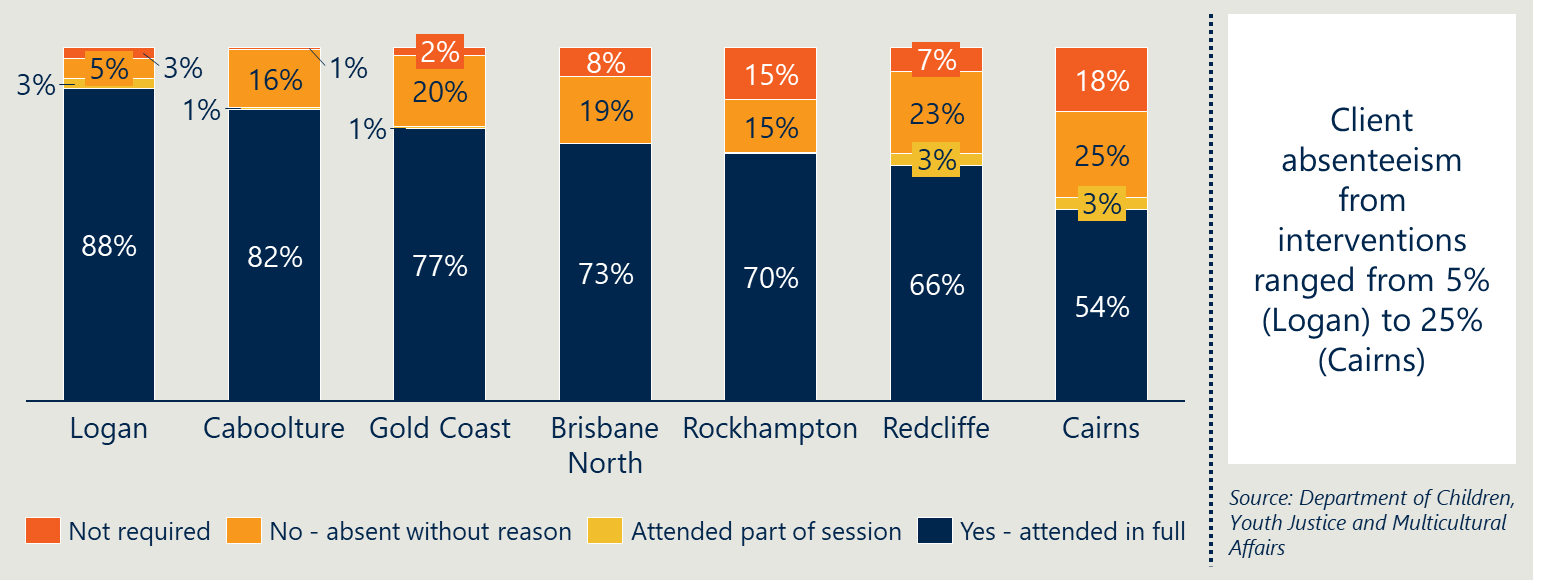 2%
5%
3%
3%
16%
1%
1%
20%
1%
8%
19%
15%
15%
7%
23%
3%
18%
25%
3%
88%
82%
77%
73%
70%
66%
54%
Logan
Caboolture
Gold Coast
Brisbane
North
Rockhampton
Redcliffe
Cairns
Not required
No - absent without reason
Attended part of session
Yes - attended in full
Client
absenteeism
from
interventions
ranged from 5%
(Logan) to 25%
(Cairns)
Source: Department of Children,
Youth Justice and Multicultural
Affairs